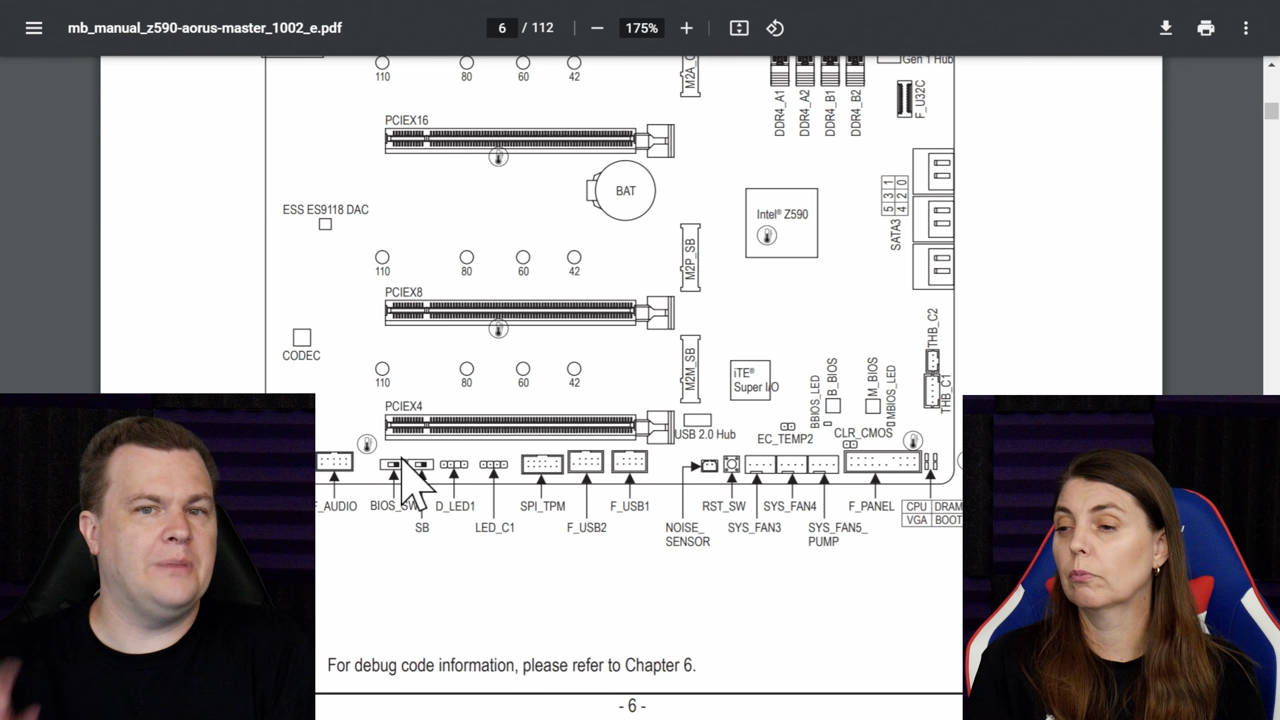 mb_manual_z590-aorus-master_1002_e.pdf
6 / 112
175%
110 80 60 42
Gen 1 Hub
F_U32C
DDR4_A1
DDR4_A2
DDR4_B1
DDR4_B2
PCIEX16
BAT
ESS ES9118 DAC
Intel® Z590
5 3 1
4 2 0
SATA3
M2P_SB
110 80 60 42
PCIEX8
CODEC
THB_C2
M2M_SB
iTE®
Super I/O
110 80 60 42
BBIOS_LED
B_BIOS
M_BIOS
MBIOS_LED
THB_C1
PCIEX4
USB 2.0 Hub
EC_TEMP2
CLR_CMOS
F_AUDIO
BIOS_SW
SB
D_LED1
LED_C1
SPI_TPM
F_USB2
F_USB1
NOISE_
SENSOR
RST_SW
SYS_FAN3
SYS_FAN4
SYS_FAN5_
PUMP
F_PANEL
CPU DRAM
VGA BOOT
For debug code information, please refer to Chapter 6.
- 6 -